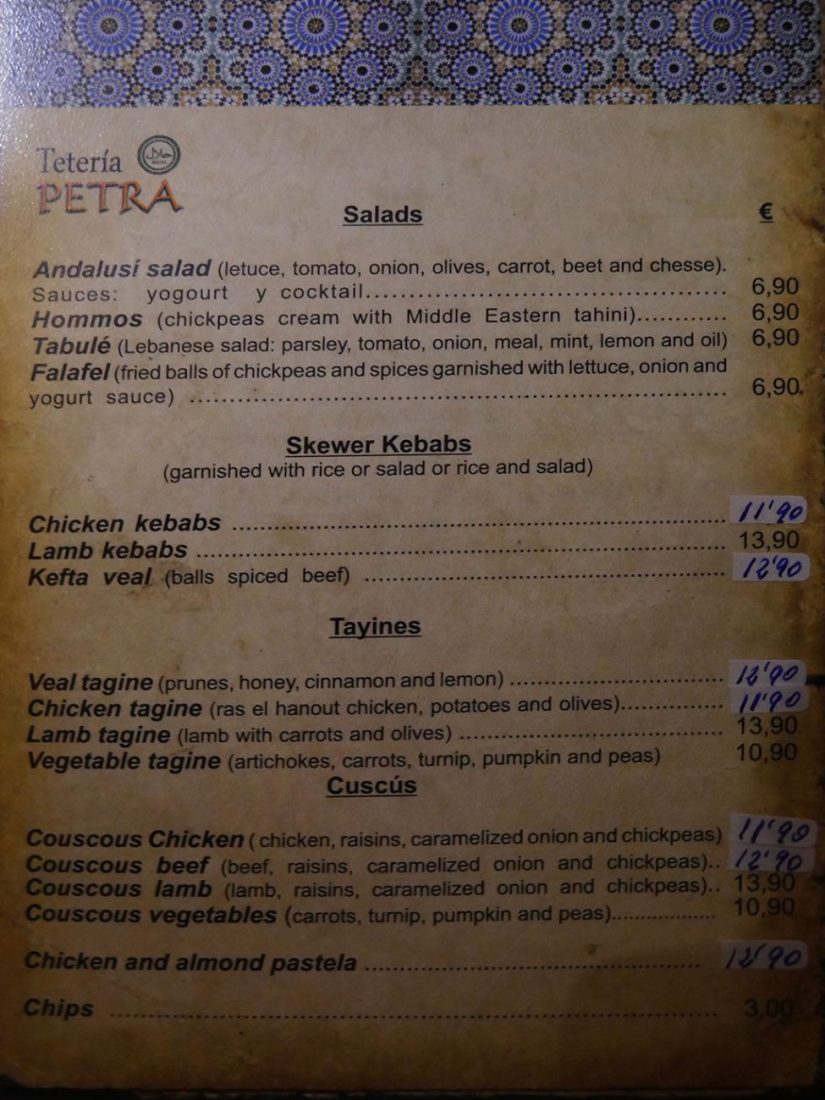 Tetería
حلال
PETRA
Salads €
Andalusí salad (letuce, tomato, onion, olives, carrot, beet and chesse).
Sauces: yogourt y cocktail............................................. 6,90
Hommos (chickpeas cream with Middle Eastern tahini)............ 6,90
Tabulé (Lebanese salad: parsley, tomato, onion, meal, mint, lemon and oil) 6,90
Falafel (fried balls of chickpeas and spices garnished with lettuce, onion and
yogurt sauce) .................................................................... 6,90
Skewer Kebabs
(garnished with rice or salad or rice and salad)
Chicken kebabs .................................................................... 11'90
Lamb kebabs ........................................................................ 13,90
Kefta veal (balls spiced beef) ................................................ 12'90
Tayines
Veal tagine (prunes, honey, cinnamon and lemon) ............................... 12'90
Chicken tagine (ras el hanout chicken, potatoes and olives)............... 11'90
Lamb tagine (lamb with carrots and olives) ...................................... 13,90
Vegetable tagine (artichokes, carrots, turnip, pumpkin and peas) 10,90
Cuscús
Couscous Chicken ( chicken, raisins, caramelized onion and chickpeas) 11'90
Couscous beef (beef, raisins, caramelized onion and chickpeas).. 12'90
Couscous lamb (lamb, raisins, caramelized onion and chickpeas).. 13,90
Couscous vegetables (carrots, turnip, pumpkin and peas).................. 10,90
Chicken and almond pastela .................................................. 12'90
Chips ................................................................................ 3,00